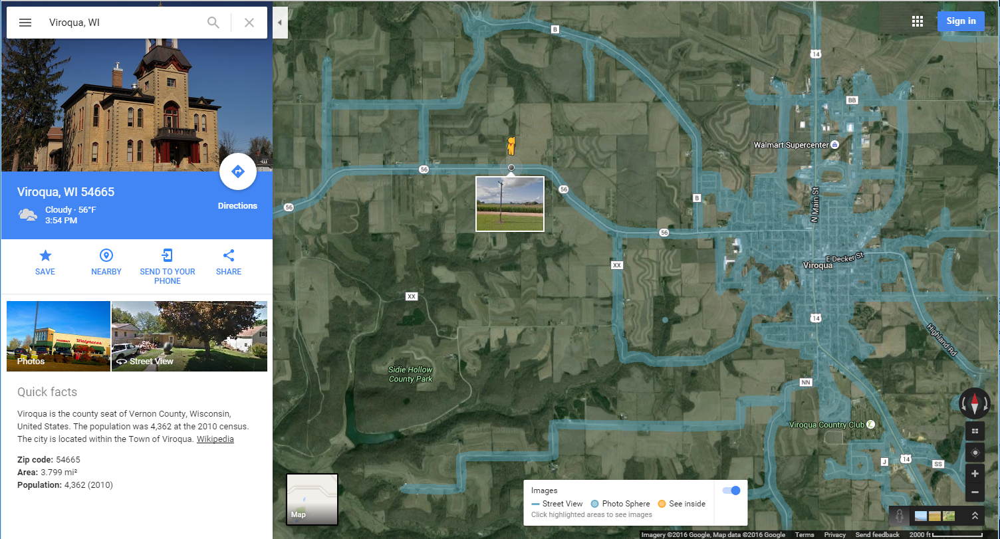 Viroqua, WI
Sign in
Viroqua, WI 54665
Cloudy · 56°F
3:54 PM
Directions
SAVE
NEARBY
SEND TO YOUR
PHONE
SHARE
PHARMACY Walgreens
Photos
Street View
Quick facts
Viroqua is the county seat of Vernon County, Wisconsin,
United States. The population was 4,362 at the 2010 census.
The city is located within the Town of Viroqua. Wikipedia
Zip code: 54665
Area: 3.799 mi²
Population: 4,362 (2010)
B
14
BB
Walmart Supercenter
56
56
56
B
N Main St
56
E Decker St
Viroqua
XX
XX
14
Highland Rd
Sidie Hollow
County Park
NN
Viroqua Country Club
J
14
SS
Map
Images
Street View
Photo Sphere
See inside
Click highlighted areas to see images
Imagery ©2016 Google, Map data ©2016 Google
Terms
Privacy
Send feedback
2000 ft